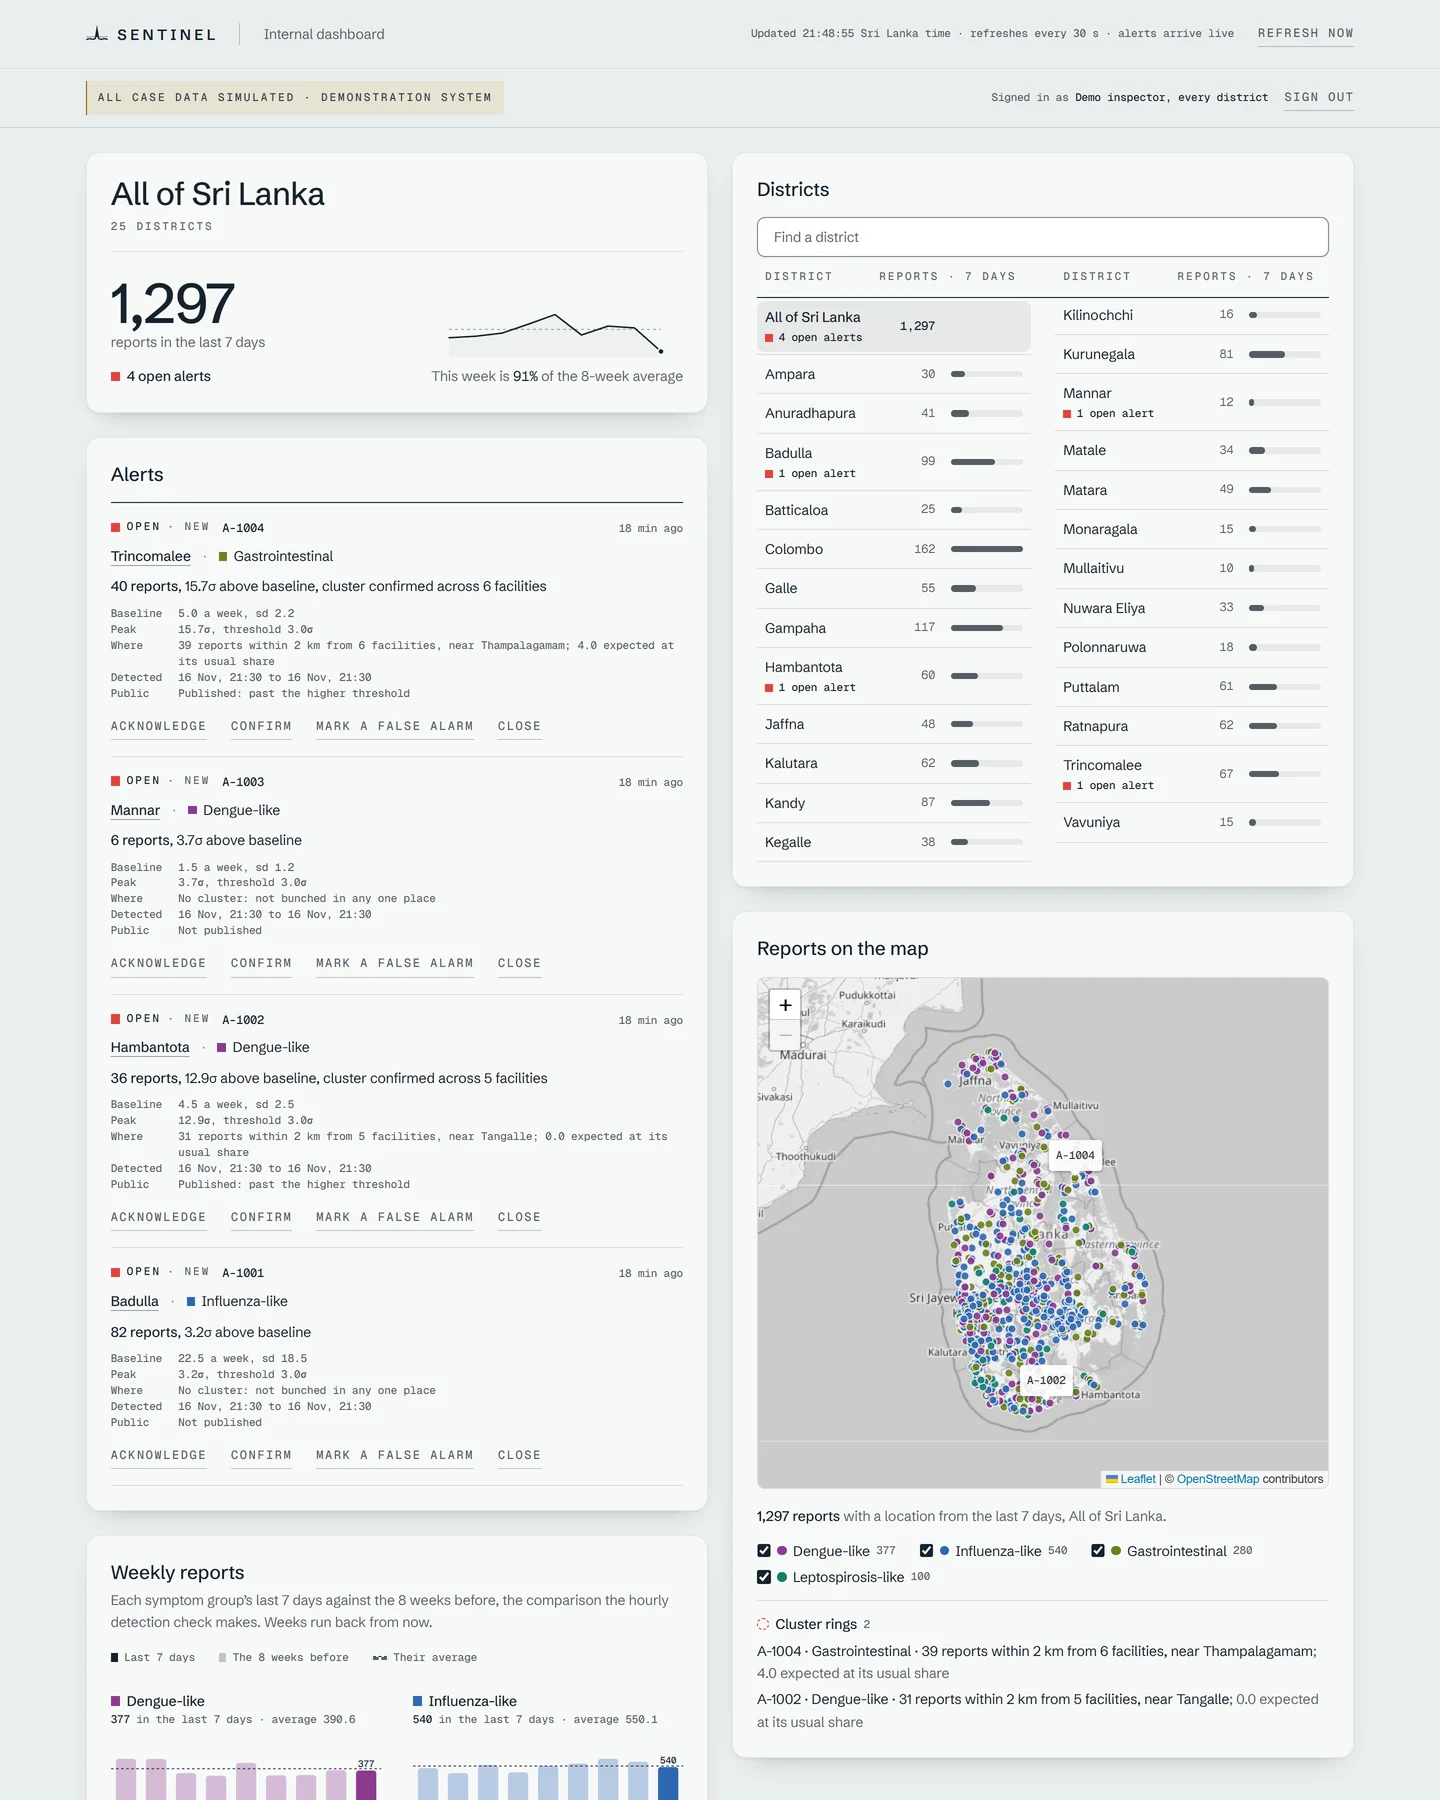 SENTINEL
Internal dashboard
Updated 21:48:55 Sri Lanka time · refreshes every 30 s · alerts arrive live
REFRESH NOW
ALL CASE DATA SIMULATED · DEMONSTRATION SYSTEM
Signed in as Demo inspector, every district
SIGN OUT
All of Sri Lanka
25 DISTRICTS
1,297
reports in the last 7 days
4 open alerts
This week is 91% of the 8-week average
Alerts
OPEN · NEW A-1004
18 min ago
Trincomalee · Gastrointestinal
40 reports, 15.7σ above baseline, cluster confirmed across 6 facilities
Baseline 5.0 a week, sd 2.2
Peak 15.7σ, threshold 3.0σ
Where 39 reports within 2 km from 6 facilities, near Thampalagamam; 4.0 expected at
its usual share
Detected 16 Nov, 21:30 to 16 Nov, 21:30
Public Published: past the higher threshold
ACKNOWLEDGE CONFIRM MARK A FALSE ALARM CLOSE
OPEN · NEW A-1003
18 min ago
Mannar · Dengue-like
6 reports, 3.7σ above baseline
Baseline 1.5 a week, sd 1.2
Peak 3.7σ, threshold 3.0σ
Where No cluster: not bunched in any one place
Detected 16 Nov, 21:30 to 16 Nov, 21:30
Public Not published
ACKNOWLEDGE CONFIRM MARK A FALSE ALARM CLOSE
OPEN · NEW A-1002
18 min ago
Hambantota · Dengue-like
36 reports, 12.9σ above baseline, cluster confirmed across 5 facilities
Baseline 4.5 a week, sd 2.5
Peak 12.9σ, threshold 3.0σ
Where 31 reports within 2 km from 5 facilities, near Tangalle; 0.0 expected at its
usual share
Detected 16 Nov, 21:30 to 16 Nov, 21:30
Public Published: past the higher threshold
ACKNOWLEDGE CONFIRM MARK A FALSE ALARM CLOSE
OPEN · NEW A-1001
18 min ago
Badulla · Influenza-like
82 reports, 3.2σ above baseline
Baseline 22.5 a week, sd 18.5
Peak 3.2σ, threshold 3.0σ
Where No cluster: not bunched in any one place
Detected 16 Nov, 21:30 to 16 Nov, 21:30
Public Not published
ACKNOWLEDGE CONFIRM MARK A FALSE ALARM CLOSE
Weekly reports
Each symptom group's last 7 days against the 8 weeks before, the comparison the hourly
detection check makes. Weeks run back from now.
Last 7 days The 8 weeks before Their average
Dengue-like
377 in the last 7 days · average 390.6
377
Influenza-like
540 in the last 7 days · average 550.1
540
Districts
Find a district
DISTRICT REPORTS · 7 DAYS
All of Sri Lanka 1,297
4 open alerts
Ampara 30
Anuradhapura 41
Badulla 99
1 open alert
Batticaloa 25
Colombo 162
Galle 55
Gampaha 117
Hambantota 60
1 open alert
Jaffna 48
Kalutara 62
Kandy 87
Kegalle 38
DISTRICT REPORTS · 7 DAYS
Kilinochchi 16
Kurunegala 81
Mannar 12
1 open alert
Matale 34
Matara 49
Monaragala 15
Mullaitivu 10
Nuwara Eliya 33
Polonnaruwa 18
Puttalam 61
Ratnapura 62
Trincomalee 67
1 open alert
Vavuniya 15
Reports on the map
+
−
Pudukkottai
Karaikudi
Madurai
Sivakasi
Jaffna
Mullaitivu
Thoothukudi
Vavuniya
A-1004
Kalutara
A-1002
Hambantota
Leaflet | © OpenStreetMap contributors
1,297 reports with a location from the last 7 days, All of Sri Lanka.
Dengue-like 377 Influenza-like 540 Gastrointestinal 280
Leptospirosis-like 100
Cluster rings 2
A-1004 · Gastrointestinal · 39 reports within 2 km from 6 facilities, near Thampalagamam;
4.0 expected at its usual share
A-1002 · Dengue-like · 31 reports within 2 km from 5 facilities, near Tangalle; 0.0 expected
at its usual share